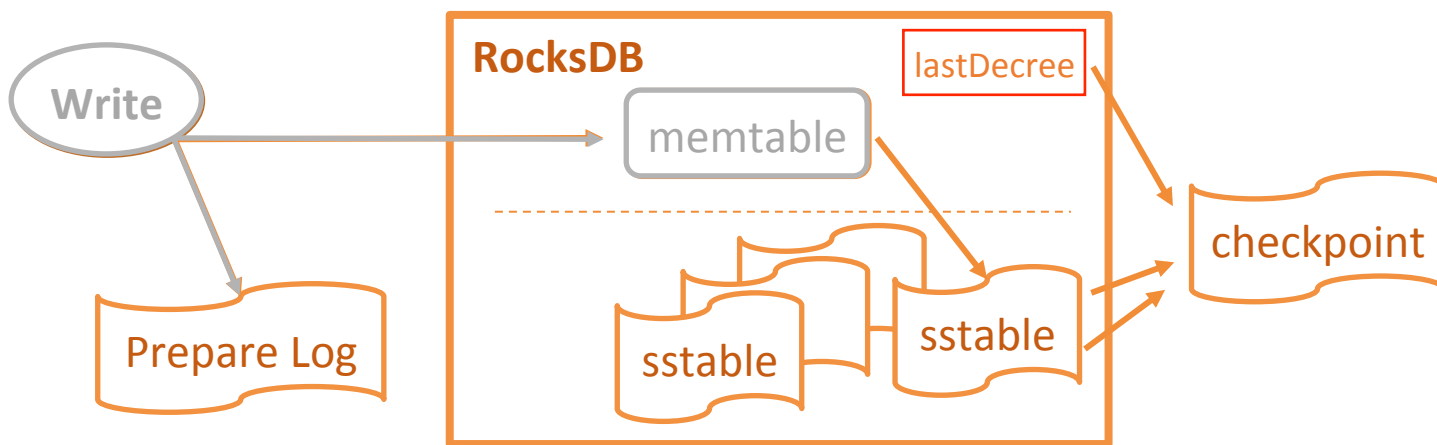 RocksDB
lastDecree
Write
memtable
checkpoint
Prepare Log
sstable
sstable